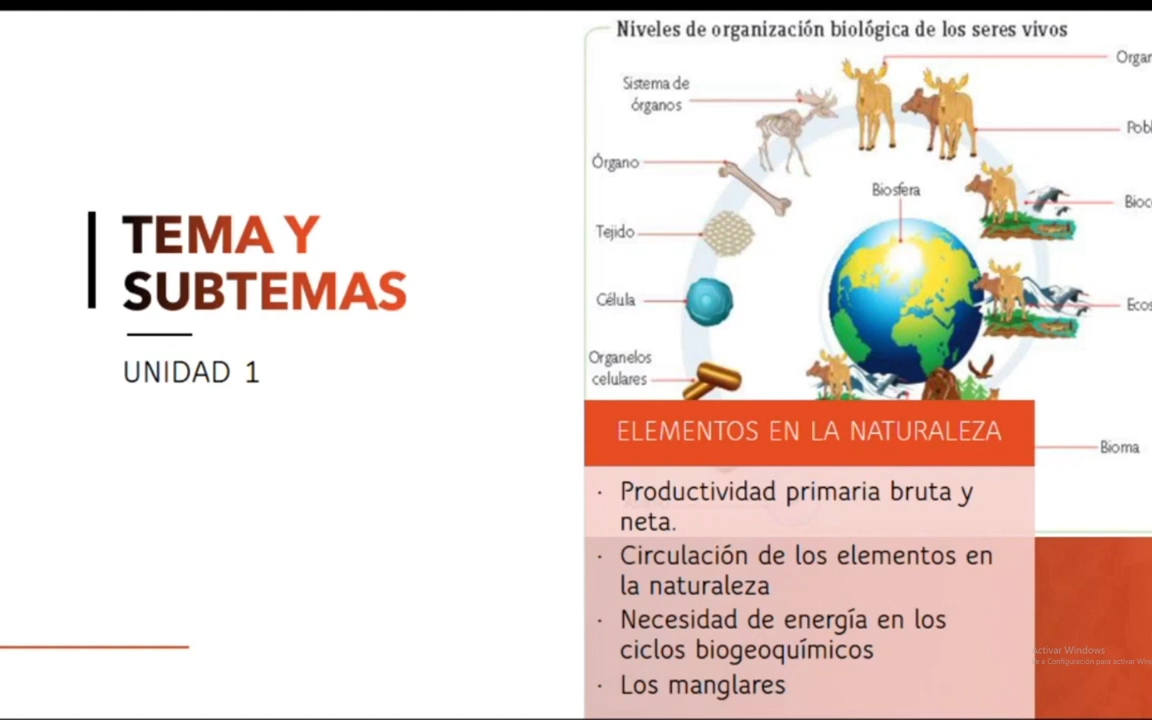 TEMA Y
SUBTEMAS
UNIDAD 1
Niveles de organización biológica de los seres vivos
Sistema de
órganos
Órgano
Tejido
Célula
Organelos
celulares
Biosfera
Bioma
ELEMENTOS EN LA NATURALEZA
· Productividad primaria bruta y
neta.
· Circulación de los elementos en
la naturaleza
· Necesidad de energía en los
ciclos biogeoquímicos
· Los manglares
Activar Windows